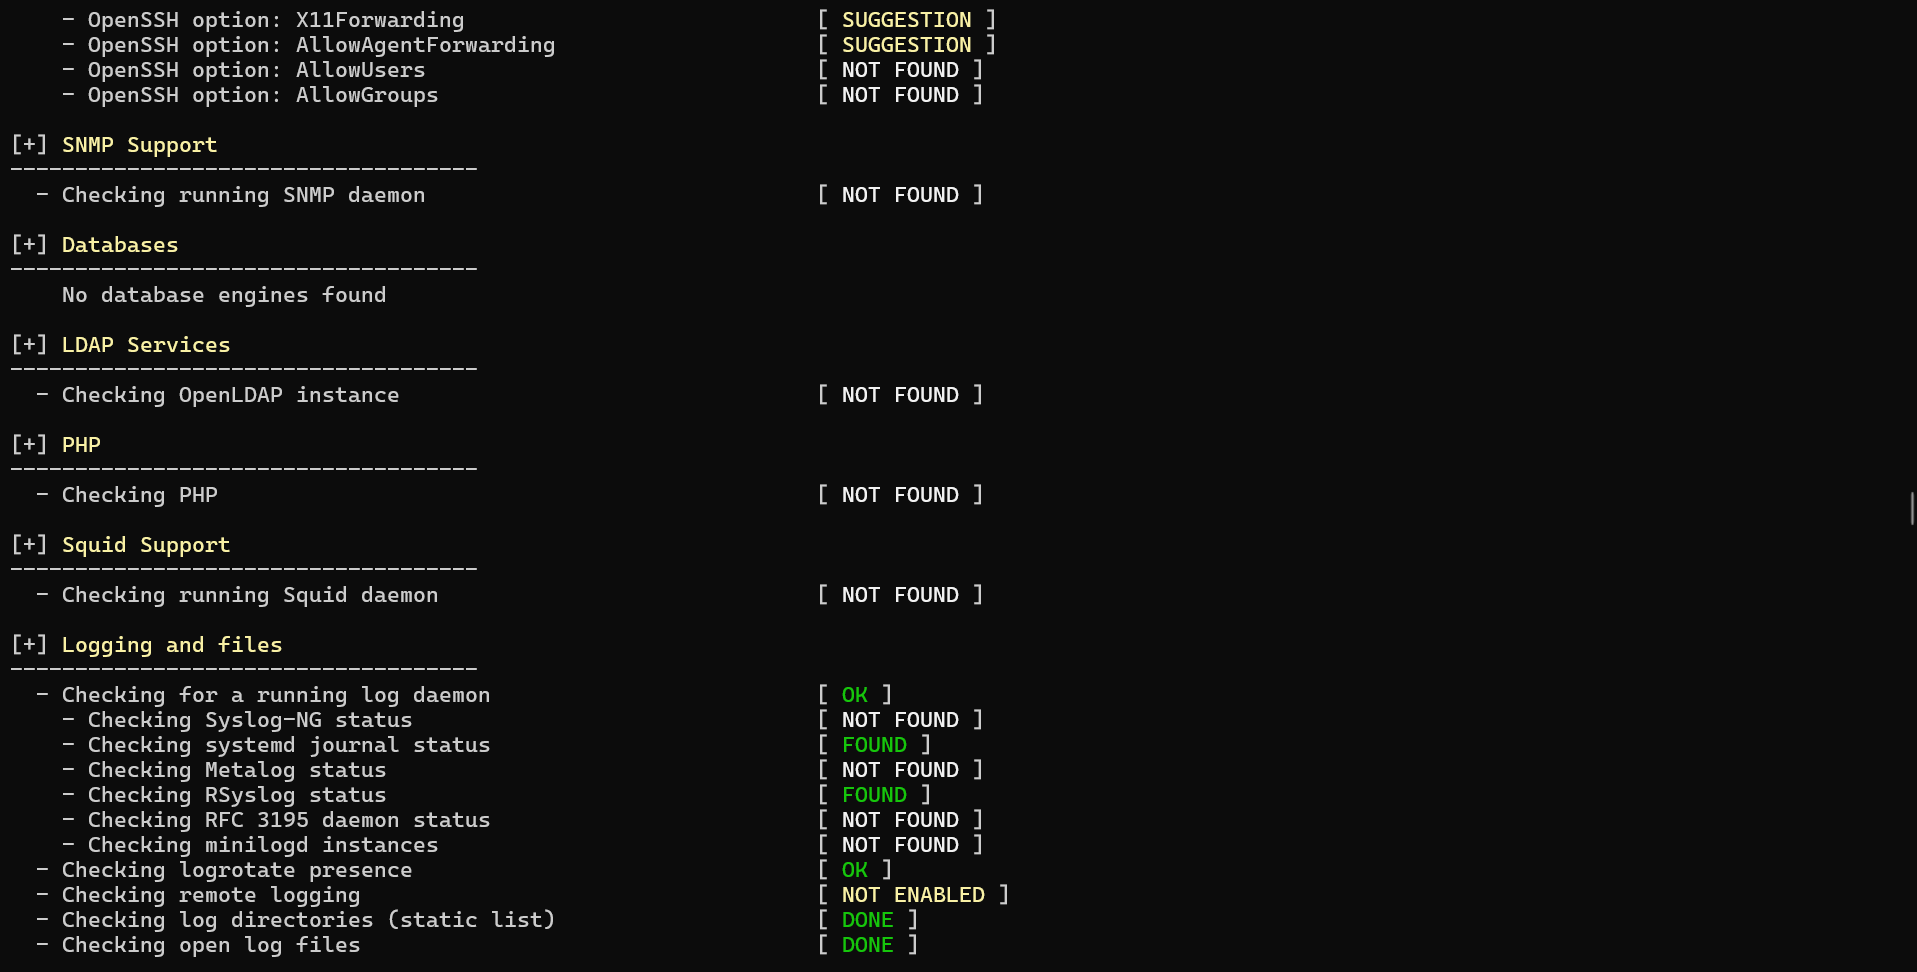 - OpenSSH option: X11Forwarding [ SUGGESTION ]
- OpenSSH option: AllowAgentForwarding [ SUGGESTION ]
- OpenSSH option: AllowUsers [ NOT FOUND ]
- OpenSSH option: AllowGroups [ NOT FOUND ]
[+] SNMP Support
------------------------------------
- Checking running SNMP daemon [ NOT FOUND ]
[+] Databases
------------------------------------
No database engines found
[+] LDAP Services
------------------------------------
- Checking OpenLDAP instance [ NOT FOUND ]
[+] PHP
------------------------------------
- Checking PHP [ NOT FOUND ]
[+] Squid Support
------------------------------------
- Checking running Squid daemon [ NOT FOUND ]
[+] Logging and files
------------------------------------
- Checking for a running log daemon [ OK ]
- Checking Syslog-NG status [ NOT FOUND ]
- Checking systemd journal status [ FOUND ]
- Checking Metalog status [ NOT FOUND ]
- Checking RSyslog status [ FOUND ]
- Checking RFC 3195 daemon status [ NOT FOUND ]
- Checking minilogd instances [ NOT FOUND ]
- Checking logrotate presence [ OK ]
- Checking remote logging [ NOT ENABLED ]
- Checking log directories (static list) [ DONE ]
- Checking open log files [ DONE ]